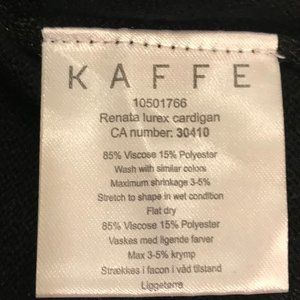 KAFFE
10501766
Renata lurex cardigan
CA number: 30410
85% Viscose 15% Polyester
Wash with similar colors
Maximum shrinkage 3-5%
Stretch to shape in wet condition
Flat dry
85% Viscose 15% Polyester
Vaskes med ligende farver
Max 3-5% krymp
Strækkes i facon i våd tilstand
Liggetørre